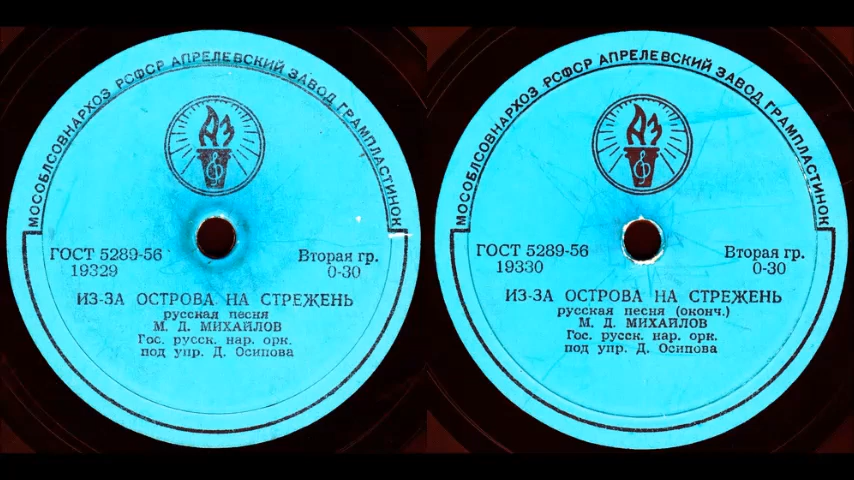 МОСОБЛСОВНАРХОЗ РСФСР АПРЕЛЕВСКИЙ ЗАВОД ГРАМПЛАСТИНОК
АЗ
ГОСТ 5289-56
19329
Вторая гр.
0-30
ИЗ-ЗА ОСТРОВА НА СТРЕЖЕНЬ
русская песня
М. Д. МИХАЙЛОВ
Гос. русск. нар. орк.
под упр. Д. Осипова
МОСОБЛСОВНАРХОЗ РСФСР АПРЕЛЕВСКИЙ ЗАВОД ГРАМПЛАСТИНОК
АЗ
ГОСТ 5289-56
19330
Вторая гр.
0-30
ИЗ-ЗА ОСТРОВА НА СТРЕЖЕНЬ
русская песня (оконч.)
М. Д. МИХАЙЛОВ
Гос. русск. нар. орк.
под упр. Д. Осипова